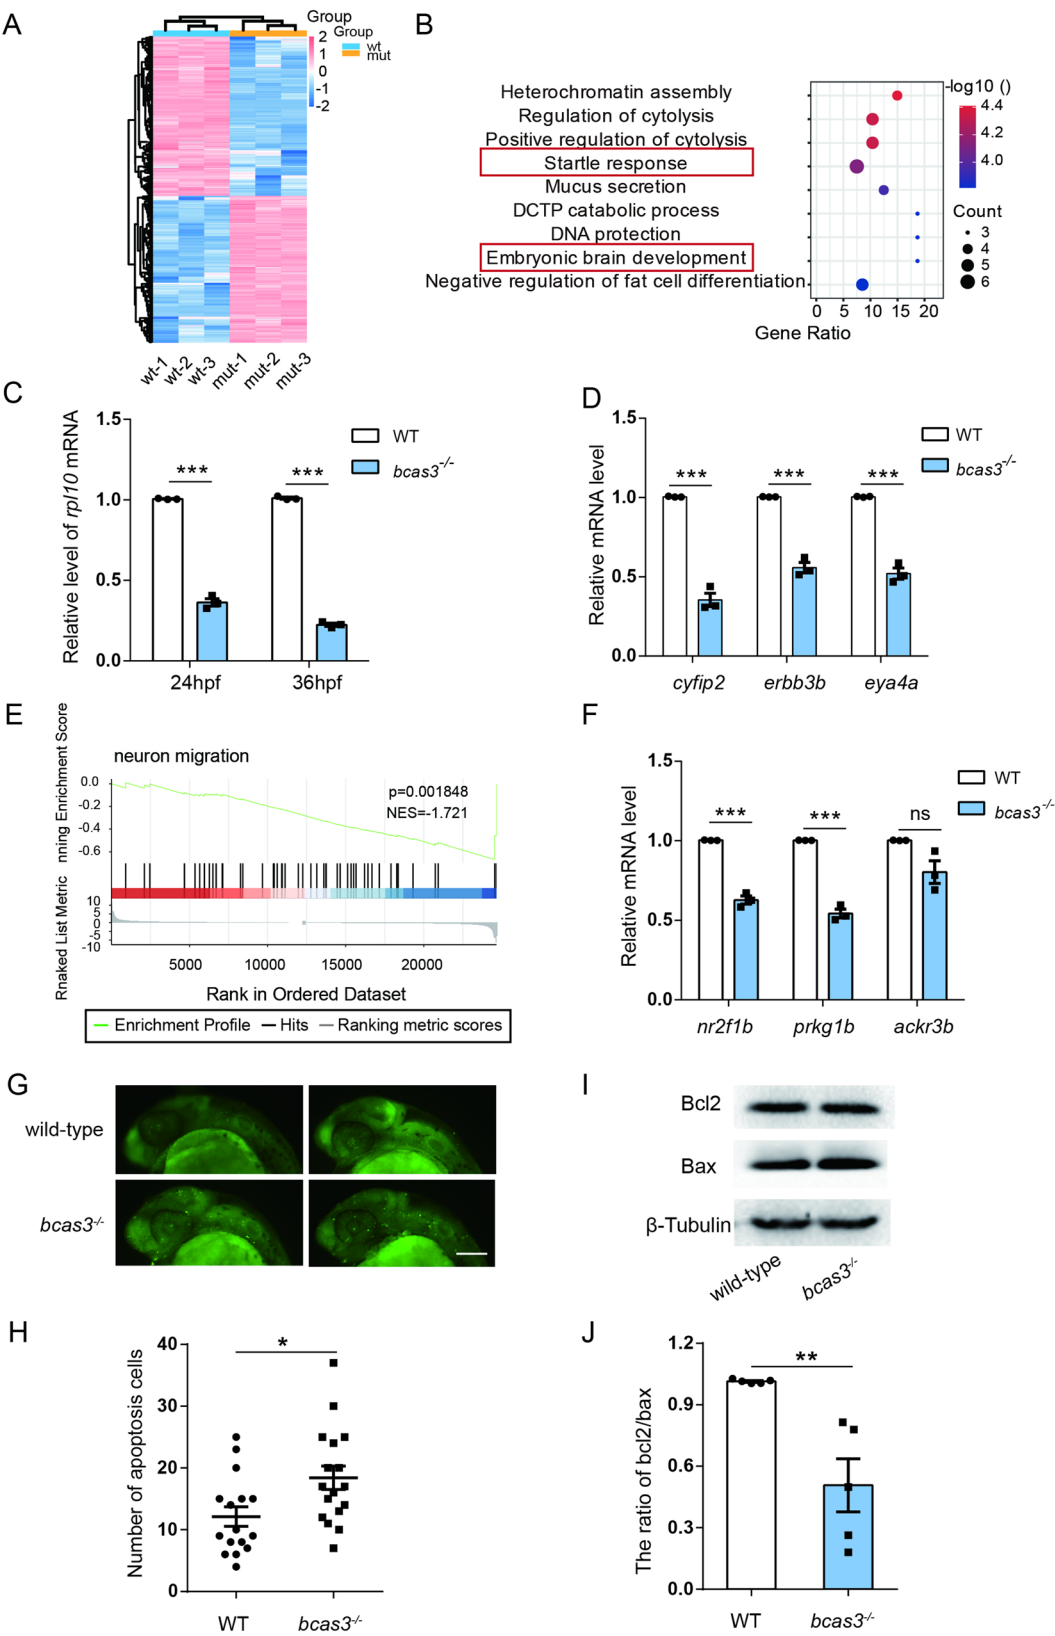 A
Group
2
1
0
-1
-2
Group
wt
mut
wt-1
wt-2
wt-3
mut-1
mut-2
mut-3
B
Heterochromatin assembly
Regulation of cytolysis
Positive regulation of cytolysis
Startle response
Mucus secretion
DCTP catabolic process
DNA protection
Embryonic brain development
Negative regulation of fat cell differentiation
0 5 10 15 20
Gene Ratio
-log10 ()
4.4
4.2
4.0
Count
3
4
5
6
C
Relative level of rpl10 mRNA
1.5
1.0
0.5
0.0
***
***
24hpf
36hpf
WT
bcas3-/-
D
Relative mRNA level
1.5
1.0
0.5
0.0
***
***
***
cyfip2
erbb3b
eya4a
WT
bcas3-/-
E
neuron migration
nning Enrichment Score
0.0
-0.2
-0.4
-0.6
p=0.001848
NES=-1.721
Rnaked List Metric
10
5
0
-5
-10
5000 10000 15000 20000
Rank in Ordered Dataset
Enrichment Profile Hits Ranking metric scores
F
Relative mRNA level
1.5
1.0
0.5
0.0
***
***
ns
nr2f1b
prkg1b
ackr3b
WT
bcas3-/-
G
wild-type
bcas3-/-
H
Number of apoptosis cells
40
30
20
10
0
*
WT
bcas3-/-
I
Bcl2
Bax
β-Tubulin
wild-type
bcas3-/-
J
The ratio of bcl2/bax
1.2
0.9
0.6
0.3
0.0
**
WT
bcas3-/-